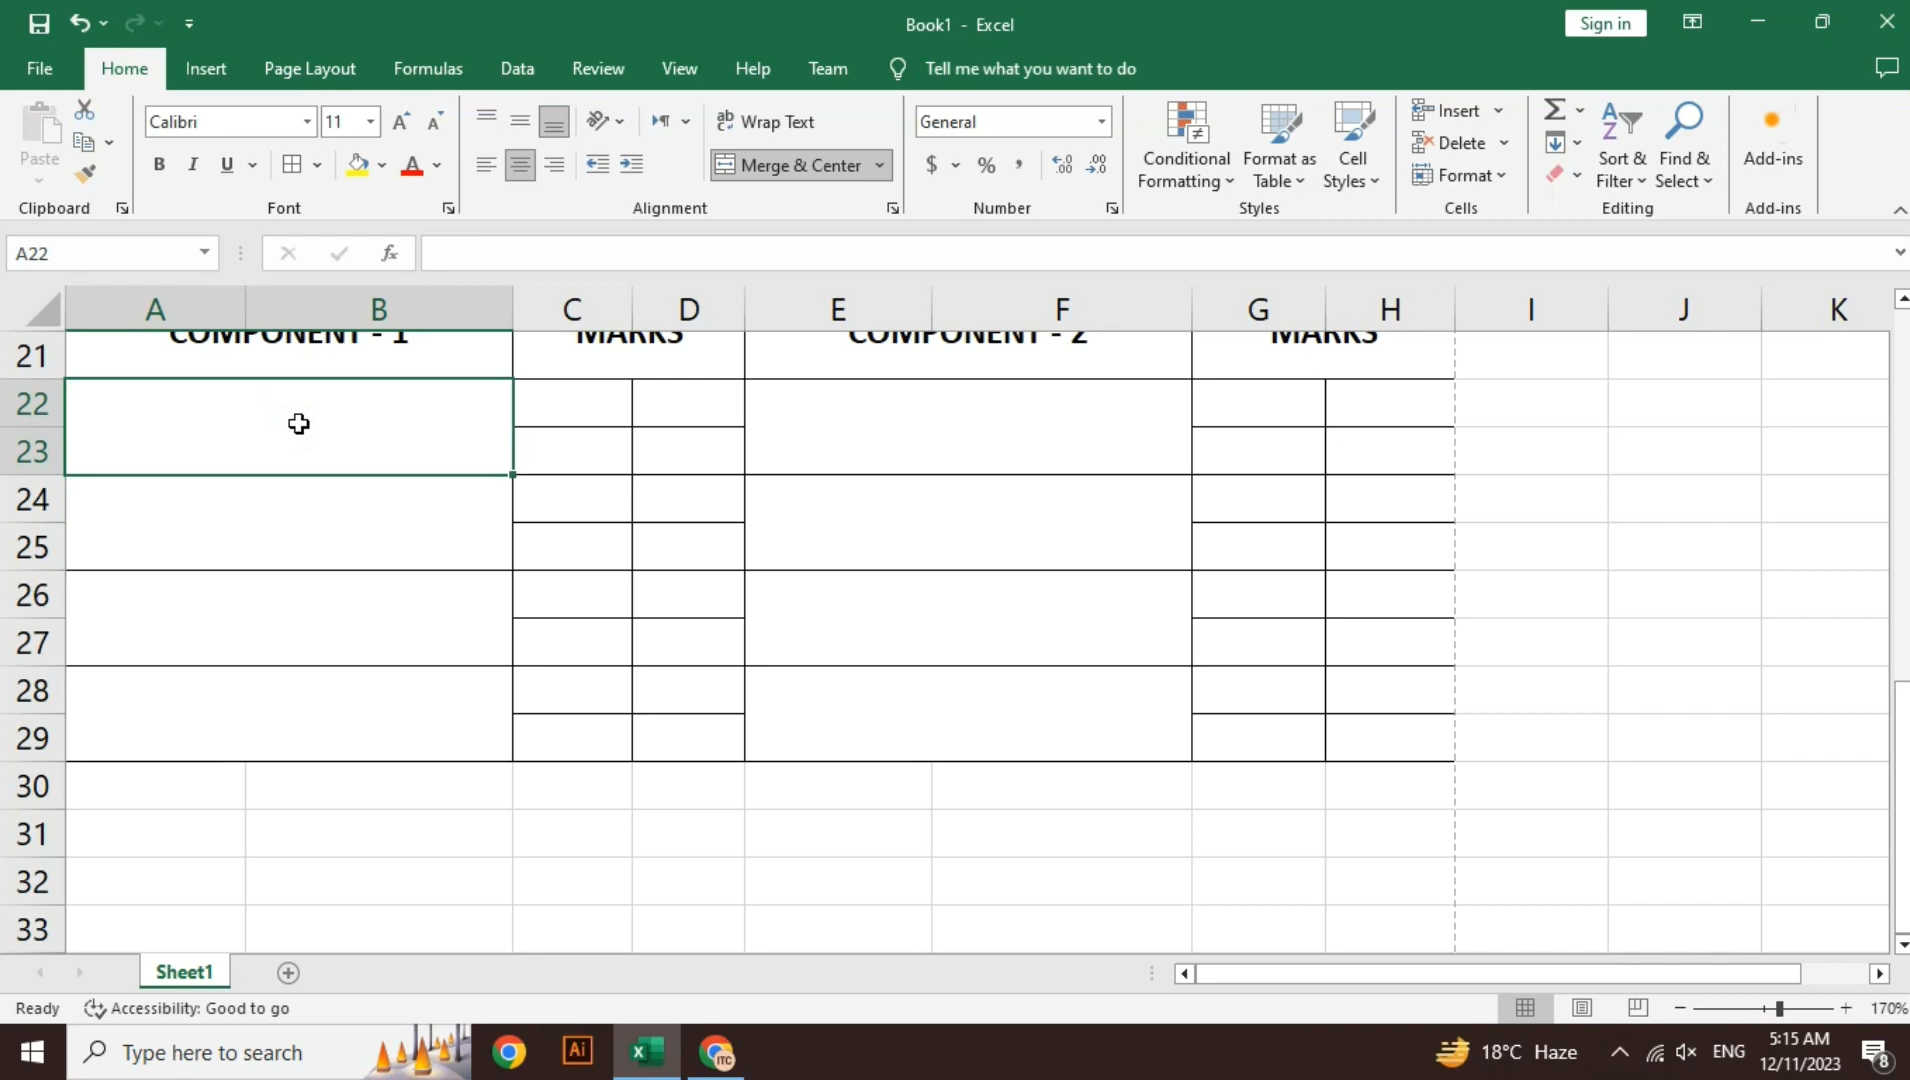 Book1 - Excel
Sign in
File Home Insert Page Layout Formulas Data Review View Help Team Tell me what you want to do
Calibri 11
ab Wrap Text
General
Insert
Paste
B I U A
Merge & Center
$ % ,
Conditional Formatting
Format as Table
Cell Styles
Delete
Format
Sort & Filter
Find & Select
Add-ins
Clipboard Font Alignment Number Styles Cells Editing Add-ins
A22 fx
A B C D E F G H I J K
21 COMPONENT - 1 MARKS COMPONENT - 2 MARKS
22
23
24
25
26
27
28
29
30
31
32
33
Sheet1
Ready Accessibility: Good to go 170%
Type here to search Ai X ITC 18°C Haze ENG 5:15 AM
12/11/2023 8